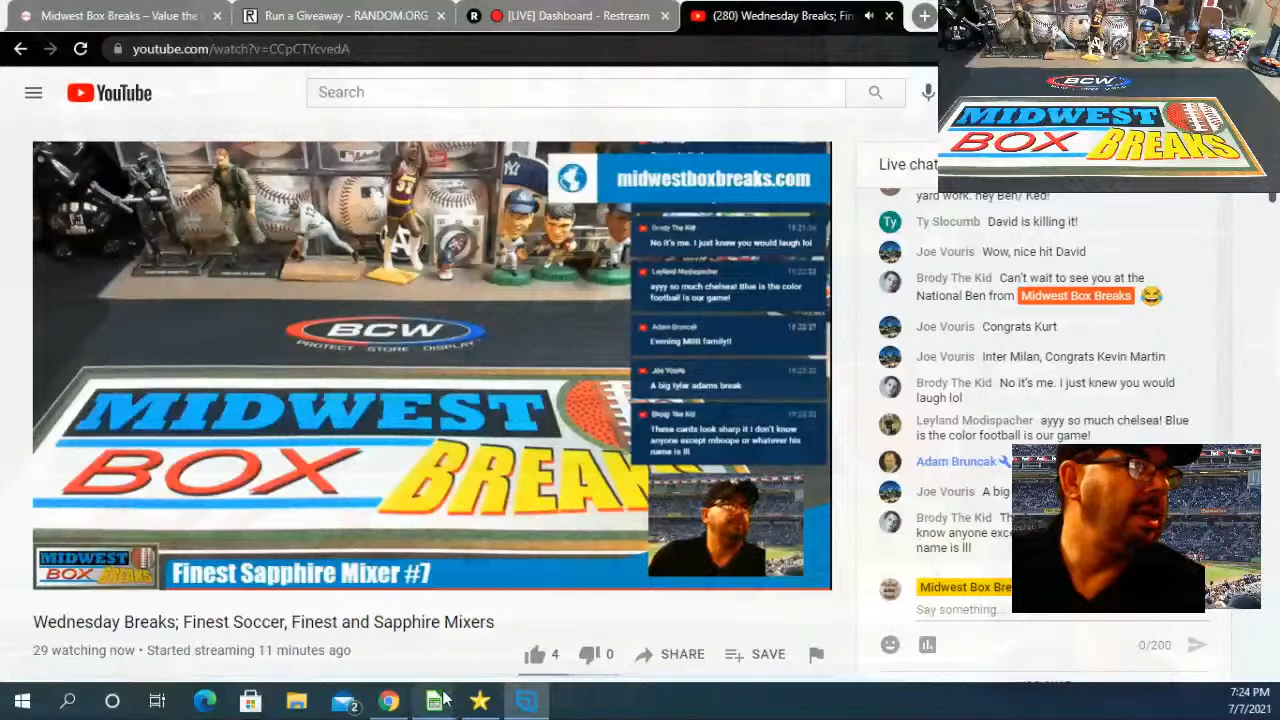 Midwest Box Breaks – Value the
Run a Giveaway - RANDOM.ORG
[LIVE] Dashboard - Restream
(280) Wednesday Breaks; Fin
youtube.com/watch?v=CCpCTYcvedA
YouTube
Search
BCW
MIDWEST
BOX BREAKS
midwestboxbreaks.com
Brody The Kid
No it's me. I just knew you would laugh lol
Leyland Modispacher
ayyy so much chelsea! Blue is the color
football is our game!
Adam Bruncak
Evening MBB family!!
Joe Vouris
A big tylar adams break
Brody The Kid
These cards look sharp it I don't know
anyone except mboope or whatever his
name is lll
BCW
PROTECT STORE DISPLAY
MIDWEST
BOX BREAK
MIDWEST
BOX BREAKS
Finest Sapphire Mixer #7
Wednesday Breaks; Finest Soccer, Finest and Sapphire Mixers
29 watching now • Started streaming 11 minutes ago
4
0
SHARE
SAVE
Live chat
yard work. hey Ben/ Ked!
Ty
Ty Slocumb David is killing it!
Joe Vouris Wow, nice hit David
Brody The Kid Can't wait to see you at the
National Ben from Midwest Box Breaks
Joe Vouris Congrats Kurt
Joe Vouris Inter Milan, Congrats Kevin Martin
Brody The Kid No it's me. I just knew you would
laugh lol
Leyland Modispacher ayyy so much chelsea! Blue
is the color football is our game!
Adam Bruncak
Joe Vouris A big
Brody The Kid Th
know anyone exce
name is lll
Midwest Box Bre
Say something...
0/200
2
7:24 PM
7/7/2021